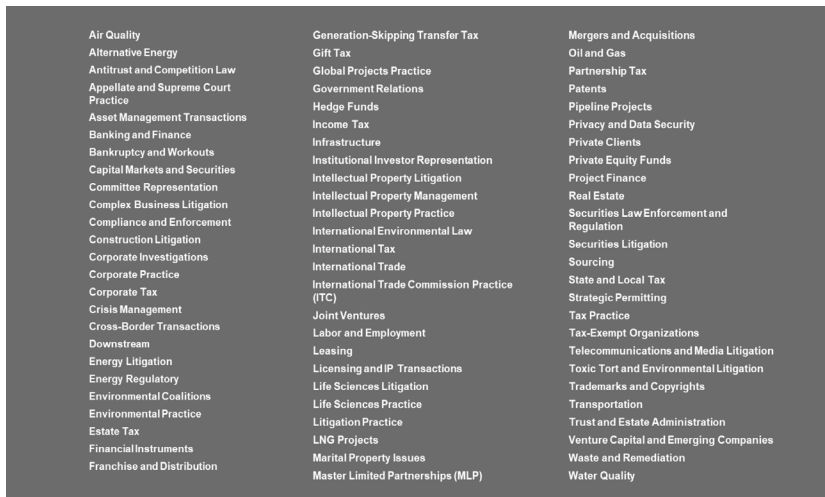 Air Quality
Alternative Energy
Antitrust and Competition Law
Appellate and Supreme Court
Practice
Asset Management Transactions
Banking and Finance
Bankruptcy and Workouts
Capital Markets and Securities
Committee Representation
Complex Business Litigation
Compliance and Enforcement
Construction Litigation
Corporate Investigations
Corporate Practice
Corporate Tax
Crisis Management
Cross-Border Transactions
Downstream
Energy Litigation
Energy Regulatory
Environmental Coalitions
Environmental Practice
Estate Tax
Financial Instruments
Franchise and Distribution
Generation-Skipping Transfer Tax
Gift Tax
Global Projects Practice
Government Relations
Hedge Funds
Income Tax
Infrastructure
Institutional Investor Representation
Intellectual Property Litigation
Intellectual Property Management
Intellectual Property Practice
International Environmental Law
International Tax
International Trade
International Trade Commission Practice
(ITC)
Joint Ventures
Labor and Employment
Leasing
Licensing and IP Transactions
Life Sciences Litigation
Life Sciences Practice
Litigation Practice
LNG Projects
Marital Property Issues
Master Limited Partnerships (MLP)
Mergers and Acquisitions
Oil and Gas
Partnership Tax
Patents
Pipeline Projects
Privacy and Data Security
Private Clients
Private Equity Funds
Project Finance
Real Estate
Securities Law Enforcement and
Regulation
Securities Litigation
Sourcing
State and Local Tax
Strategic Permitting
Tax Practice
Tax-Exempt Organizations
Telecommunications and Media Litigation
Toxic Tort and Environmental Litigation
Trademarks and Copyrights
Transportation
Trust and Estate Administration
Venture Capital and Emerging Companies
Waste and Remediation
Water Quality